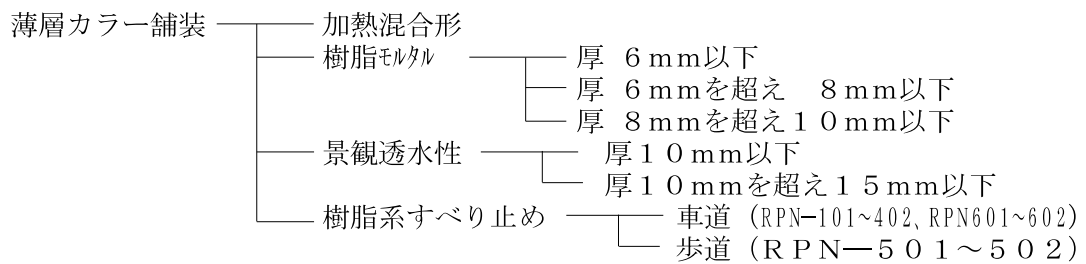 薄層カラー舗装 加熱混合形
樹脂ﾓﾙﾀﾙ 厚 6mm以下
厚 6mmを超え 8mm以下
厚 8mmを超え10mm以下
景観透水性 厚10mm以下
厚10mmを超え15mm以下
樹脂系すべり止め 車道(RPN-101~402、RPN601~602)
歩道(RPN―501~502)